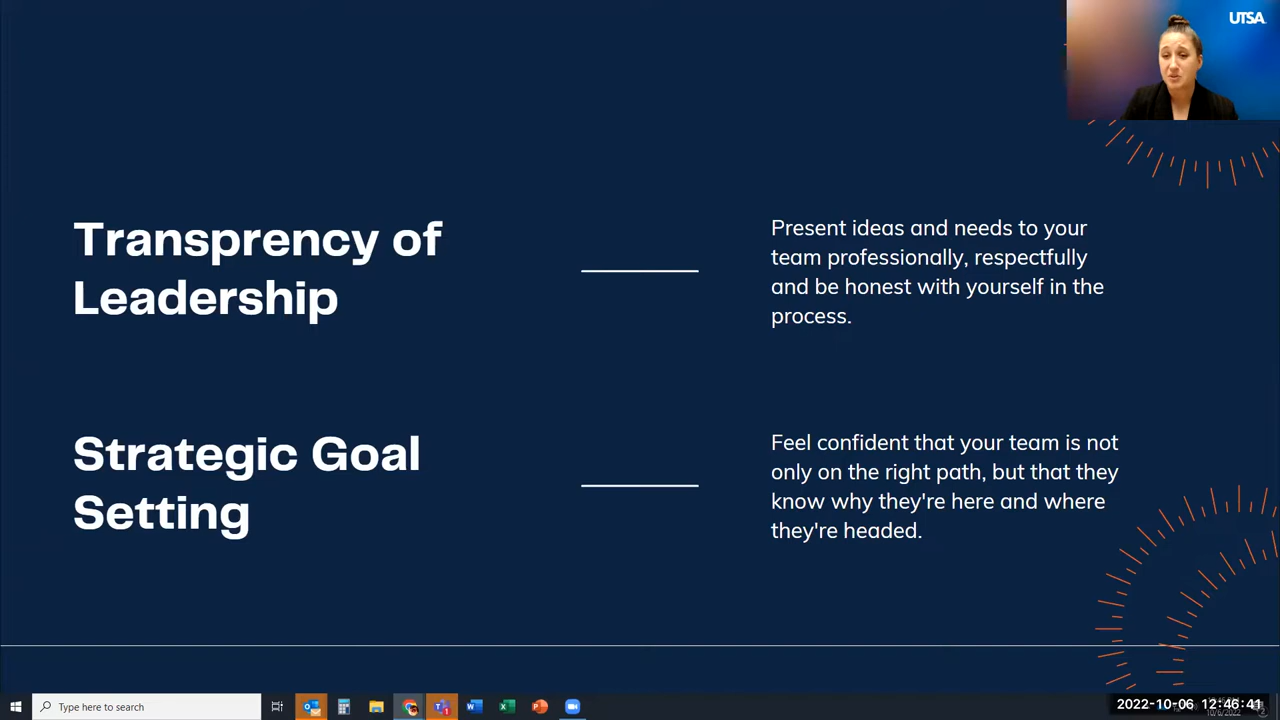 UTSA
Transprency of
Leadership
Present ideas and needs to your
team professionally, respectfully
and be honest with yourself in the
process.
Strategic Goal
Setting
Feel confident that your team is not
only on the right path, but that they
know why they're here and where
they're headed.
Type here to search
2022-10-06 12:46:41